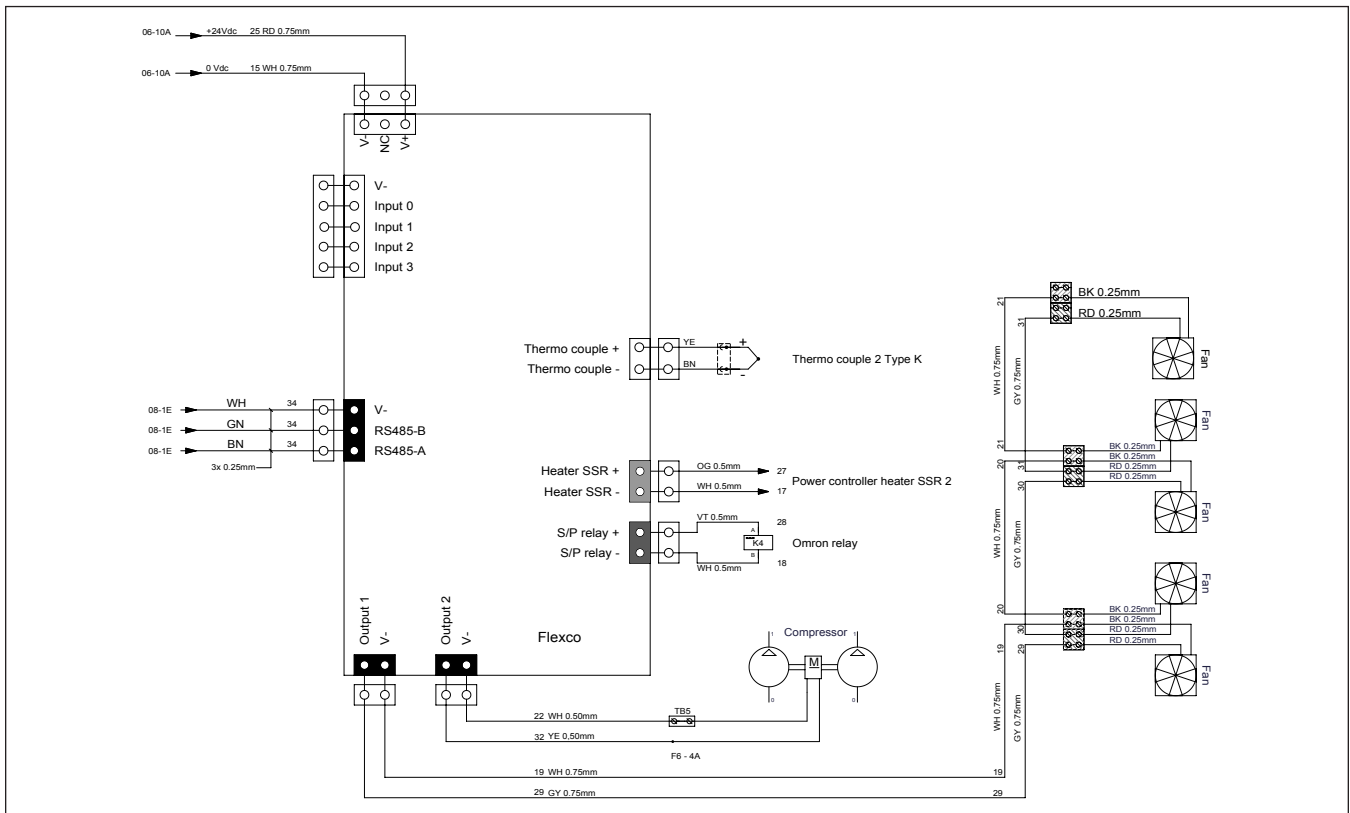 06-10A +24Vdc 25 RD 0.75mm
06-10A 0 Vdc 15 WH 0.75mm
V- NC V+
V-
Input 0
Input 1
Input 2
Input 3
Thermo couple + YE +
Thermo couple - BN -
Thermo couple 2 Type K
08-1E WH 34 V-
08-1E GN 34 RS485-B
08-1E BN 34 RS485-A
3x 0.25mm
Heater SSR + OG 0.5mm 27
Heater SSR - WH 0.5mm 17
Power controller heater SSR 2
S/P relay + VT 0.5mm 28
A
K4
B
Omron relay
S/P relay - WH 0.5mm 18
Output 1
V-
Output 2
V-
Flexco
Compressor
1 1
M
0 0
22 WH 0.50mm TB5
32 YE 0,50mm
F6 - 4A
19 WH 0.75mm 19
29 GY 0.75mm 29
21 BK 0.25mm
31 RD 0.25mm
Fan
WH 0.75mm
GY 0.75mm
Fan
21 BK 0.25mm
20 BK 0.25mm
31 RD 0.25mm
30 RD 0.25mm
Fan
WH 0.75mm
GY 0.75mm
Fan
20 BK 0.25mm
19 BK 0.25mm
30 RD 0.25mm
29 RD 0.25mm
Fan
WH 0.75mm
GY 0.75mm